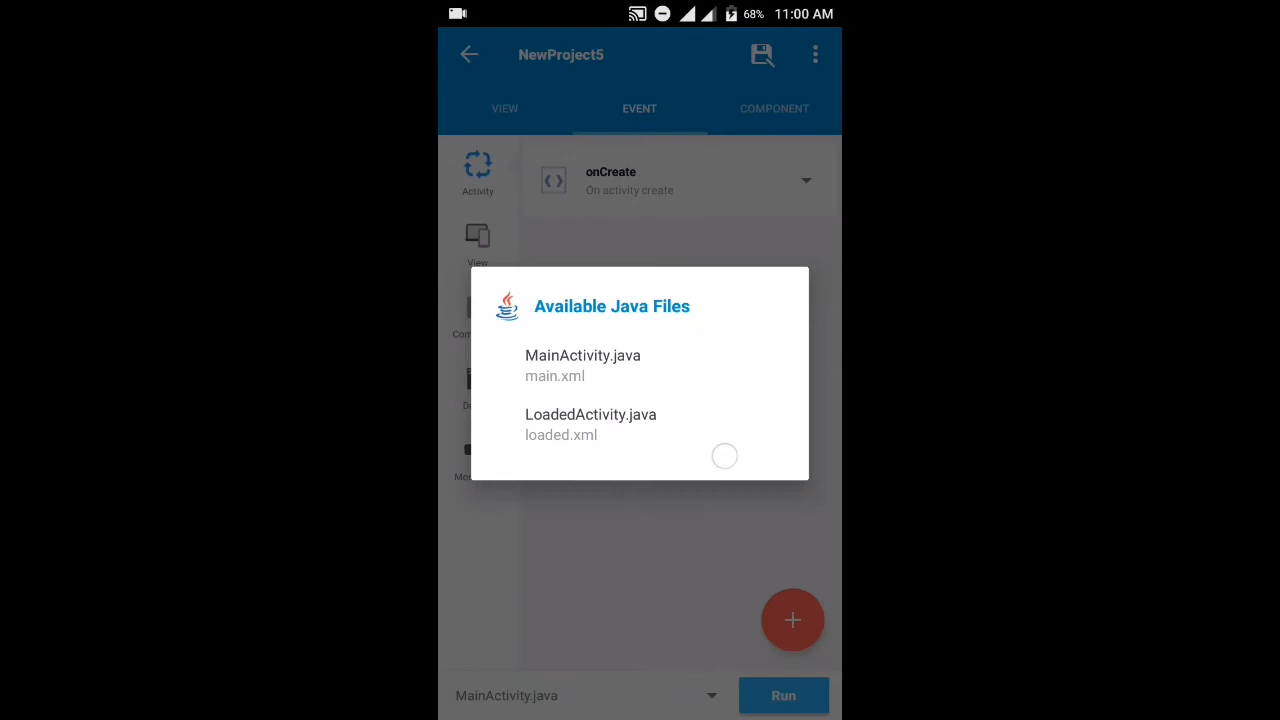 68% 11:00 AM
NewProject5
VIEW EVENT COMPONENT
Activity
onCreate
On activity create
View
Available Java Files
MainActivity.java
main.xml
LoadedActivity.java
loaded.xml
MainActivity.java
Run